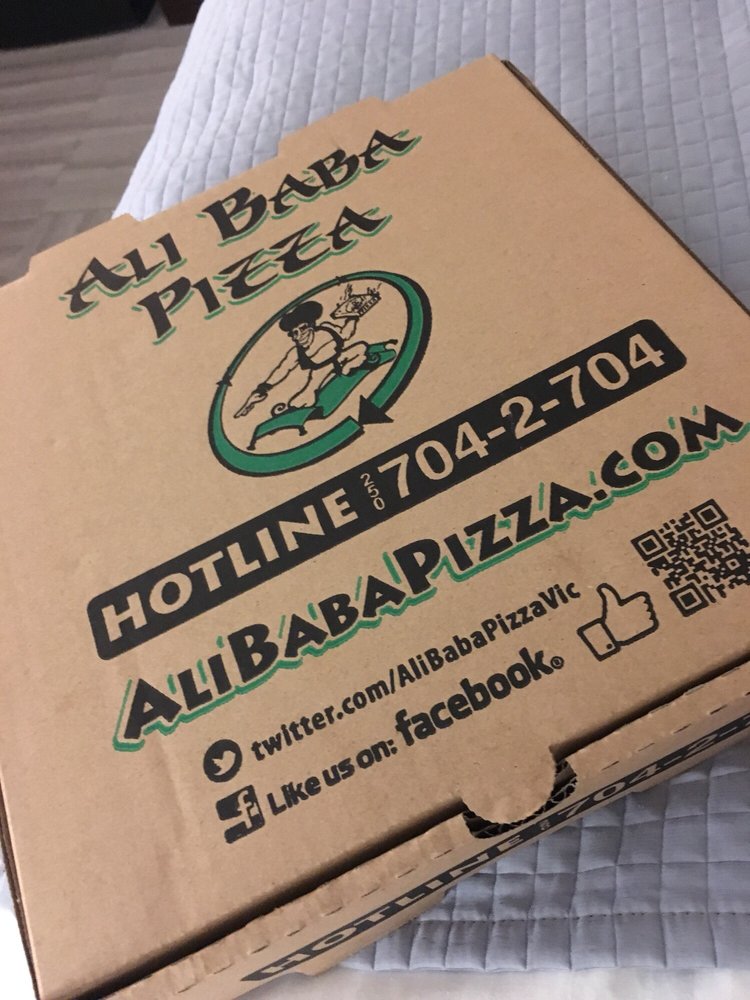 ALI BABA
PIZZA
HOTLINE 250 704-2-704
ALIBABAPIZZA.COM
twitter.com/AliBabaPizzaVic
Like us on: facebook®
HOTLINE 250 704-2-